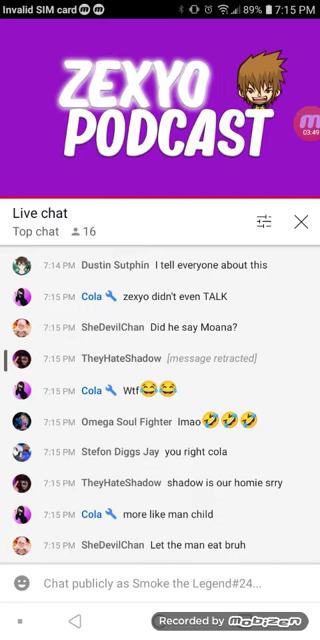 Invalid SIM card
89% 7:15 PM
ZEXYO
PODCAST
03:49
Live chat
Top chat 16
7:14 PM Dustin Sutphin I tell everyone about this
7:15 PM Cola zexyo didn't even TALK
7:15 PM SheDevilChan Did he say Moana?
7:15 PM TheyHateShadow [message retracted]
7:15 PM Cola Wtf😂😂
7:15 PM Omega Soul Fighter lmao🤣🤣🤣
7:15 PM Stefon Diggs Jay you right cola
7:15 PM TheyHateShadow shadow is our homie srry
7:15 PM Cola more like man child
7:15 PM SheDevilChan Let the man eat bruh
Chat publicly as Smoke the Legend#24...
Recorded by mobizen